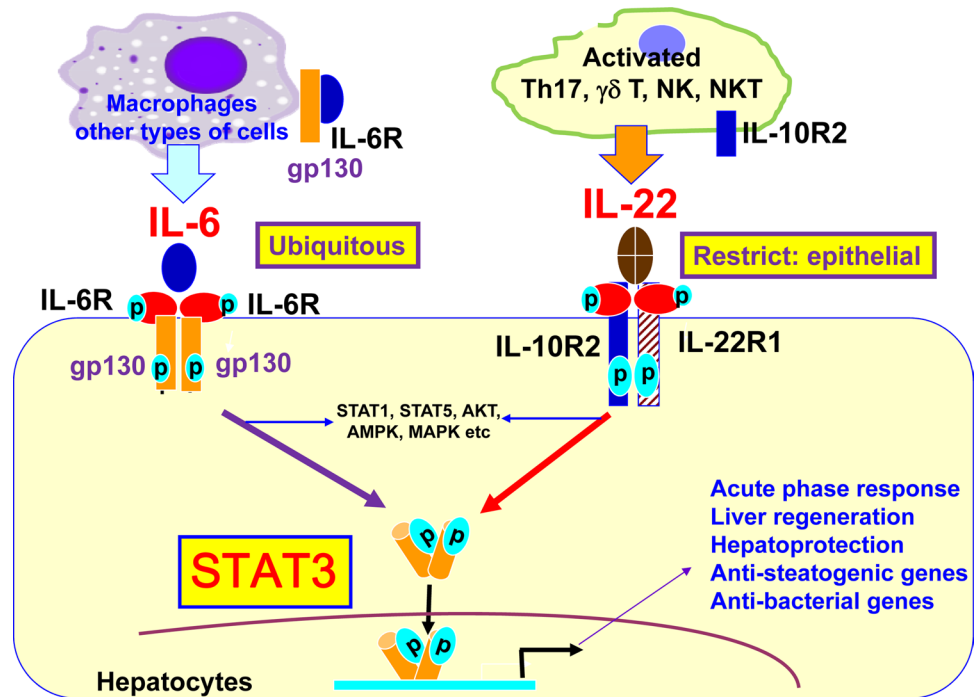 Macrophages
other types of cells
IL-6R
gp130
Activated
Th17, γδ T, NK, NKT
IL-10R2
IL-6
Ubiquitous
IL-22
Restrict: epithelial
IL-6R
p
p
IL-6R
gp130
p
p
gp130
p
p
IL-10R2
p
p
IL-22R1
STAT1, STAT5, AKT,
AMPK, MAPK etc
p
p
STAT3
Acute phase response
Liver regeneration
Hepatoprotection
Anti-steatogenic genes
Anti-bacterial genes
p
p
Hepatocytes